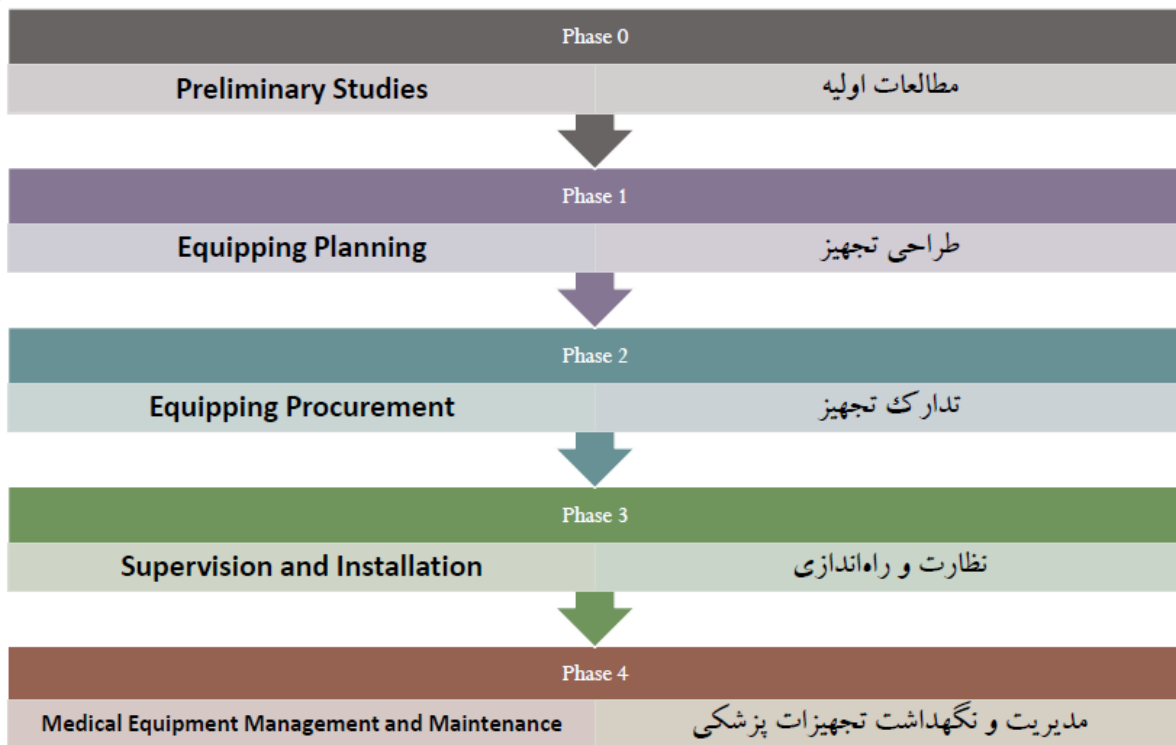 Phase 0
Preliminary Studies
مطالعات اولیه
Phase 1
Equipping Planning
طراحی تجهیز
Phase 2
Equipping Procurement
تدارک تجهیز
Phase 3
Supervision and Installation
نظارت و راه‌اندازی
Phase 4
Medical Equipment Management and Maintenance
مدیریت و نگهداشت تجهیزات پزشکی